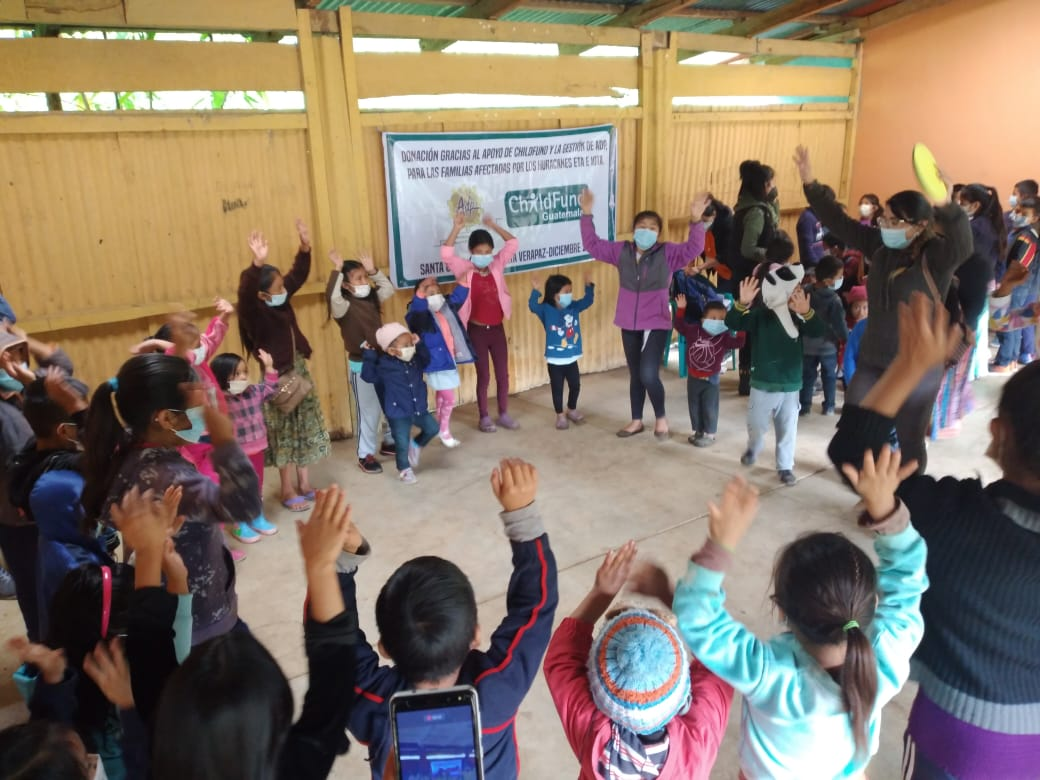 DONACIÓN GRACIAS AL APOYO DE CHILDFUND Y LA GESTIÓN DE ADP,
PARA LAS FAMILIAS AFECTADAS POR LOS HURACANES ETA E IOTA.
ChildFund
Guatemala
SANTA VERAPAZ-DICIEMBRE